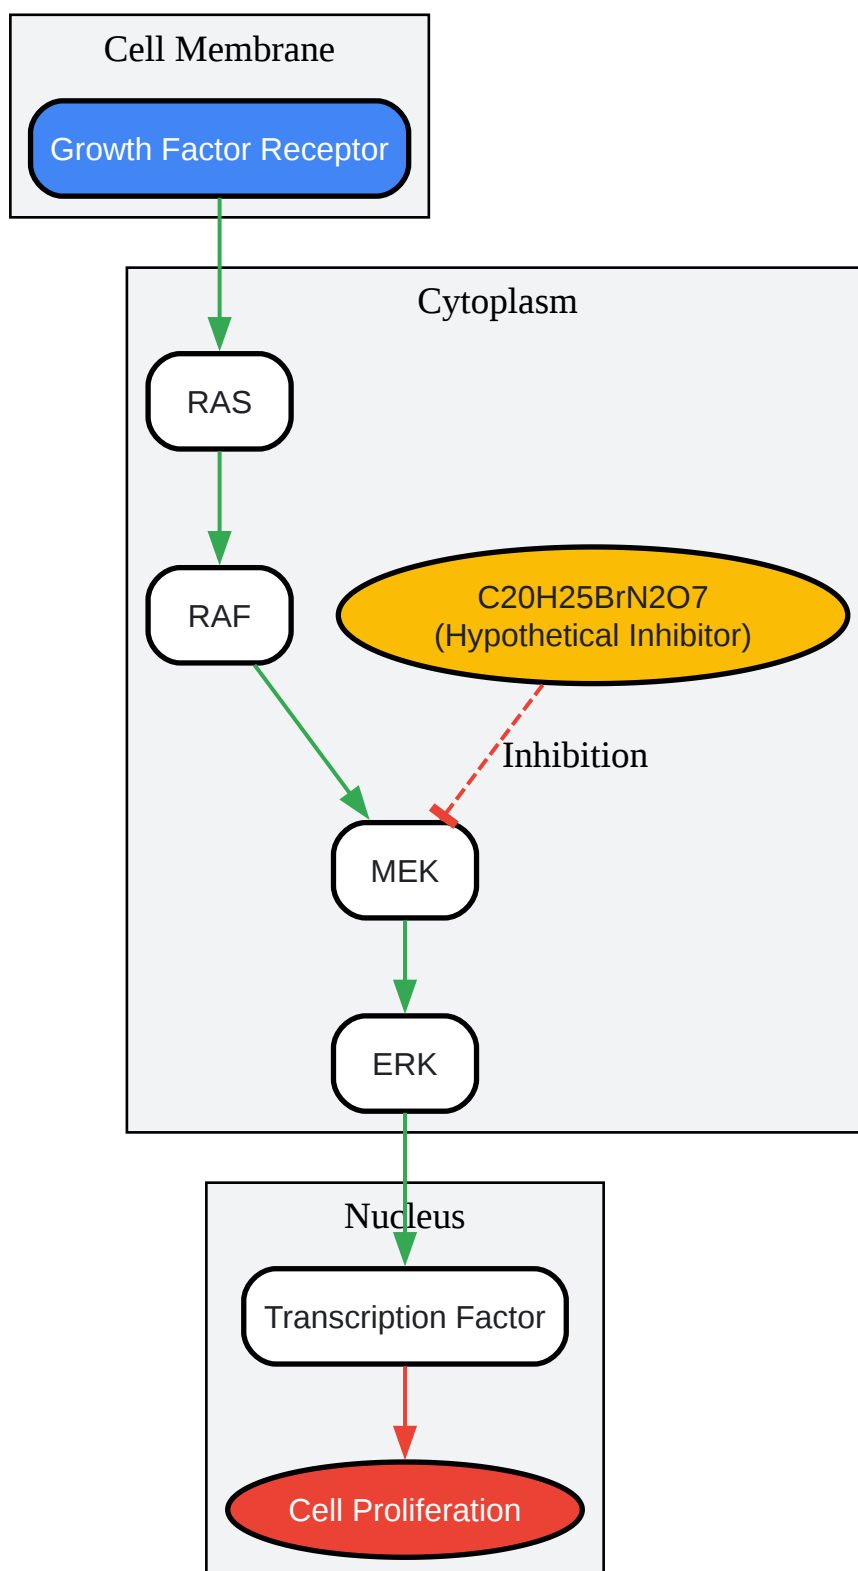 Cell Membrane
Growth Factor Receptor
Cytoplasm
RAS
RAF
C20H25BrN2O7
(Hypothetical Inhibitor)
Inhibition
MEK
ERK
Nucleus
Transcription Factor
Cell Proliferation